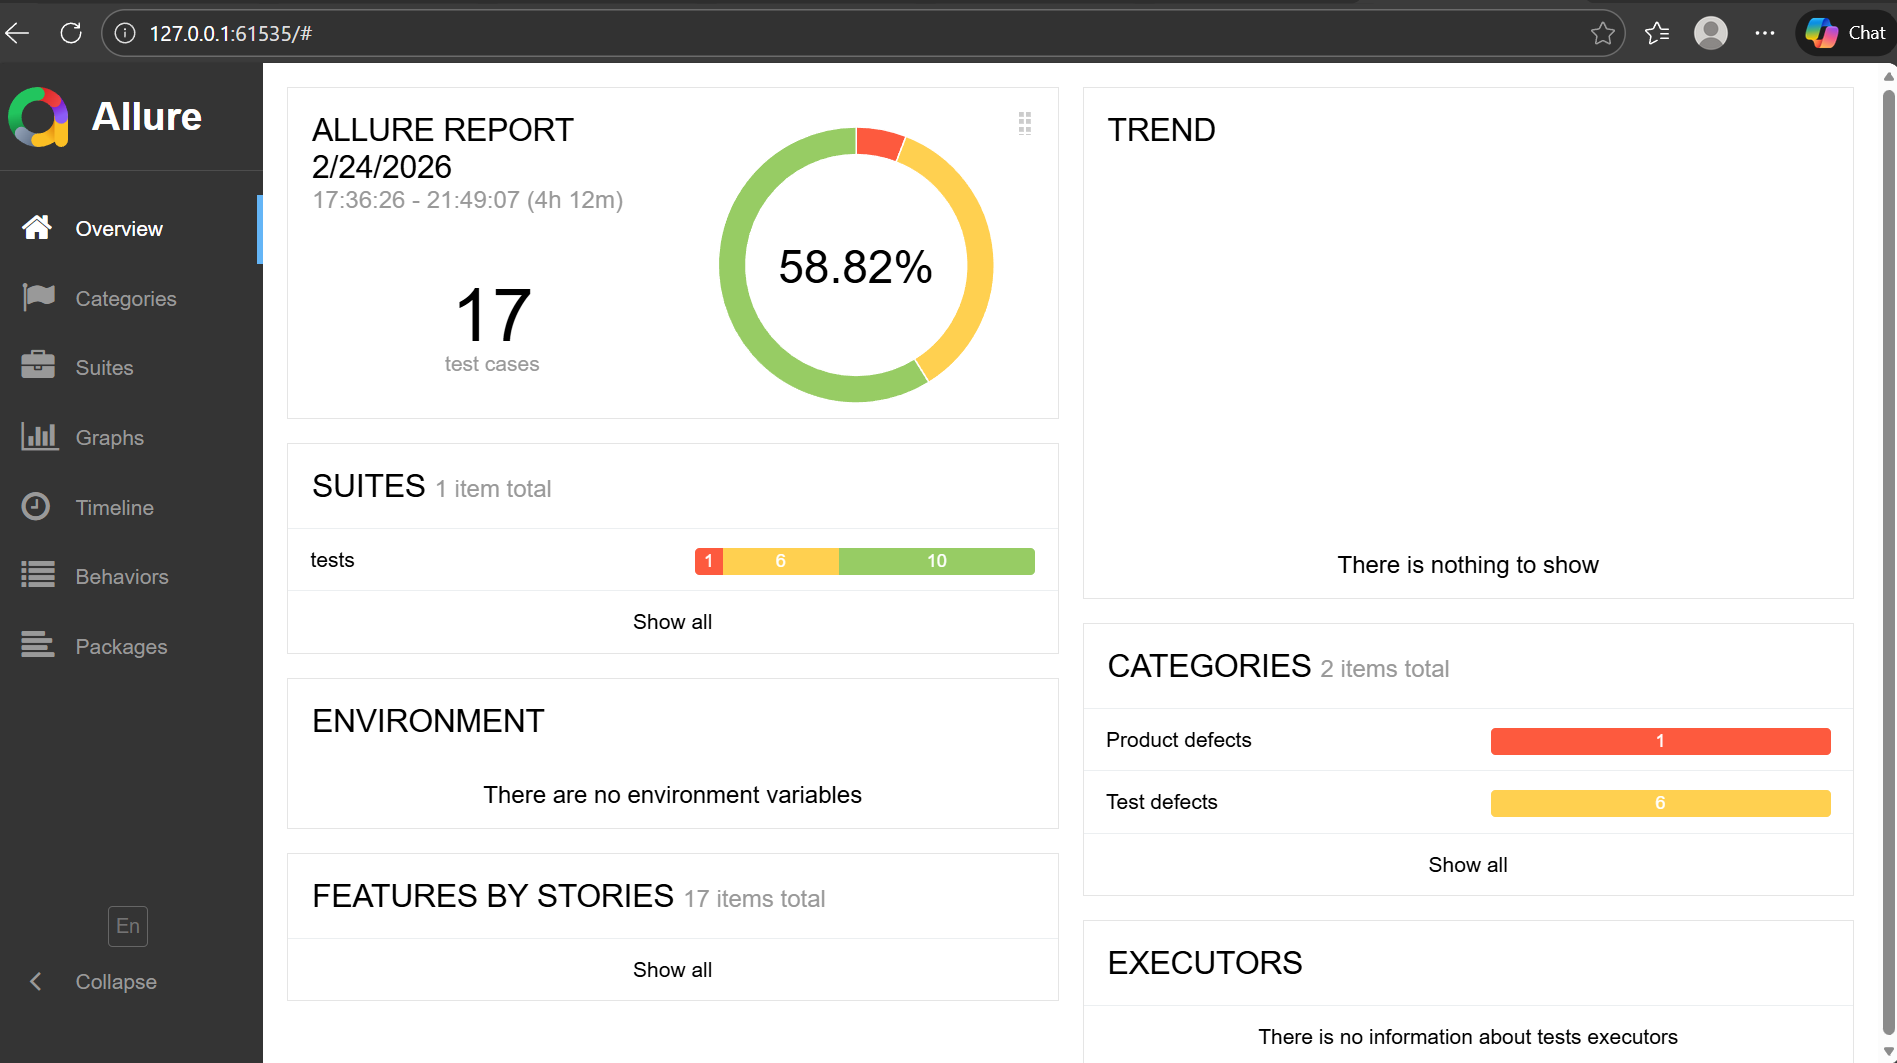 127.0.0.1:61535/#
Chat
Allure
Overview
Categories
Suites
Graphs
Timeline
Behaviors
Packages
En
Collapse
ALLURE REPORT
2/24/2026
17:36:26 - 21:49:07 (4h 12m)
17
test cases
58.82%
SUITES 1 item total
tests 1 6 10
Show all
ENVIRONMENT
There are no environment variables
FEATURES BY STORIES 17 items total
Show all
TREND
There is nothing to show
CATEGORIES 2 items total
Product defects 1
Test defects 6
Show all
EXECUTORS
There is no information about tests executors